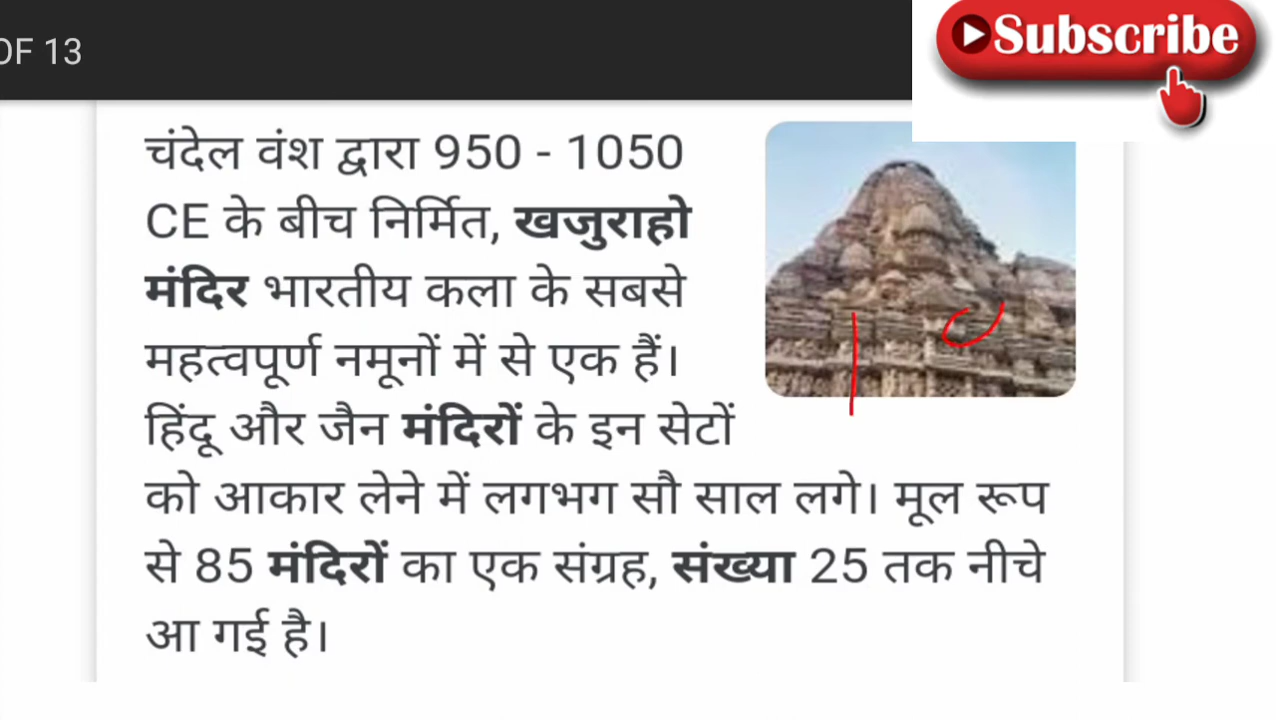 OF 13
Subscribe
चंदेल वंश द्वारा 950 - 1050
CE के बीच निर्मित, खजुराहो
मंदिर भारतीय कला के सबसे
महत्वपूर्ण नमूनों में से एक हैं।
हिंदू और जैन मंदिरों के इन सेटों
को आकार लेने में लगभग सौ साल लगे। मूल रूप
से 85 मंदिरों का एक संग्रह, संख्या 25 तक नीचे
आ गई है।